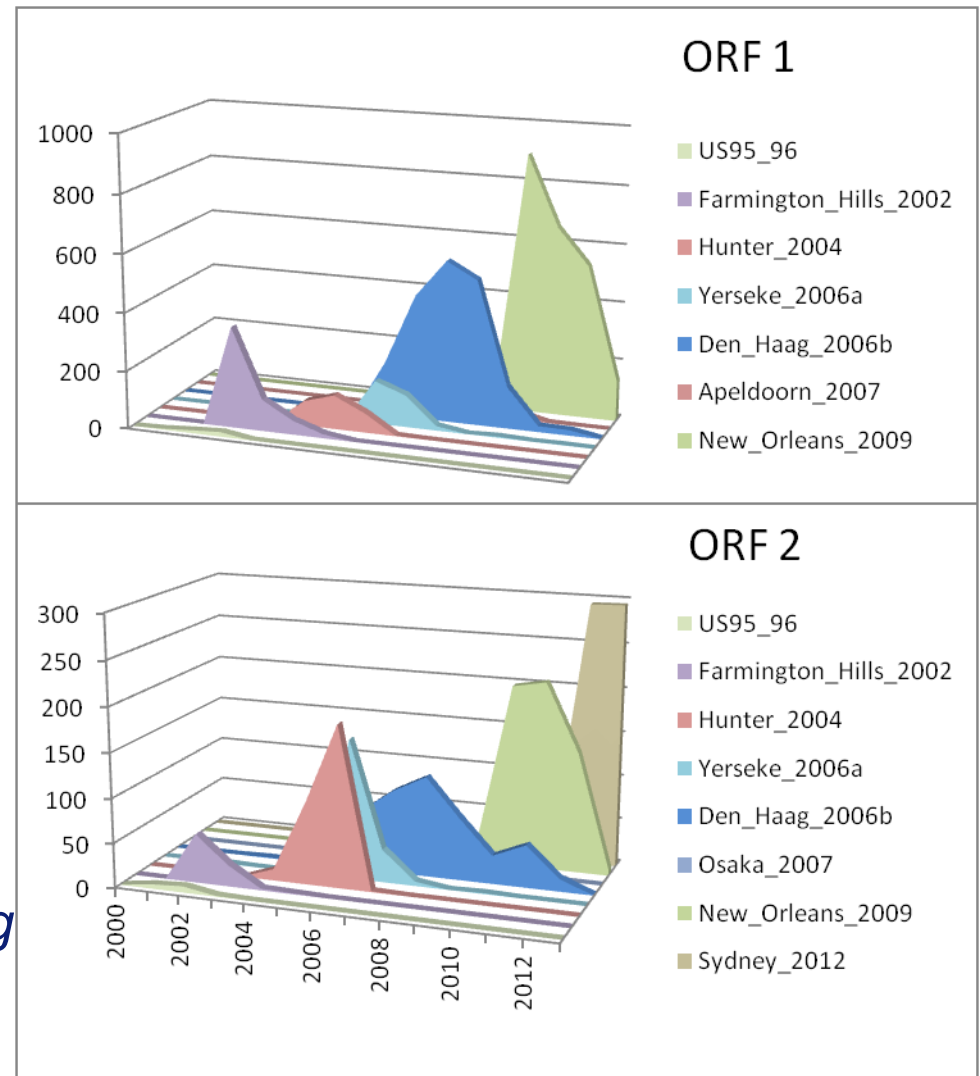 ORF 1
1000
800
600
400
200
0
US95_96
Farmington_Hills_2002
Hunter_2004
Yerseke_2006a
Den_Haag_2006b
Apeldoorn_2007
New_Orleans_2009
ORF 2
300
250
200
150
100
50
0
2000
2002
2004
2006
2008
2010
2012
US95_96
Farmington_Hills_2002
Hunter_2004
Yerseke_2006a
Den_Haag_2006b
Osaka_2007
New_Orleans_2009
Sydney_2012
g